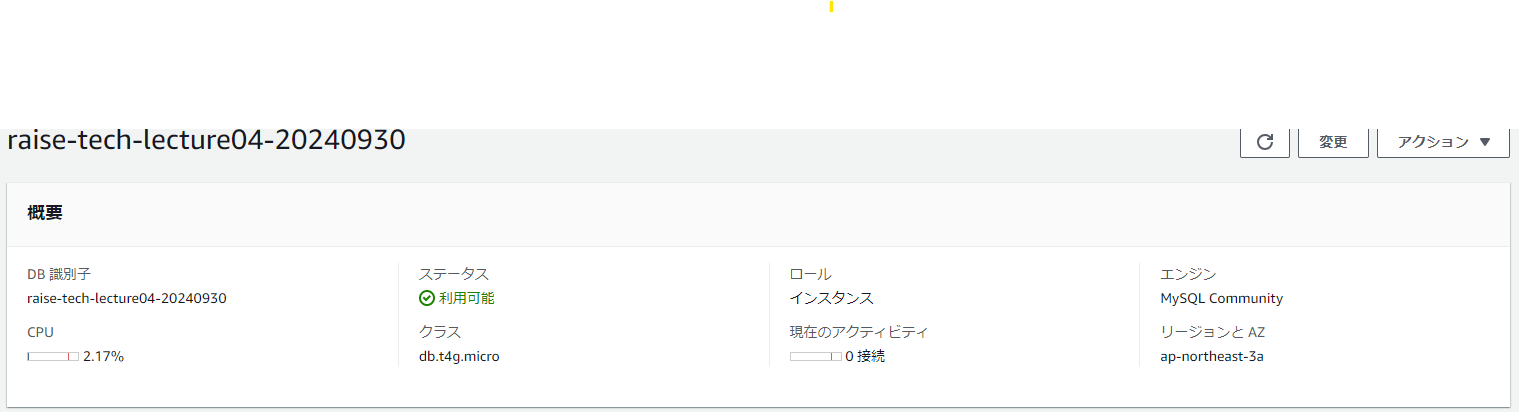 raise-tech-lecture04-20240930
変更
アクション
概要
DB 識別子
raise-tech-lecture04-20240930
ステータス
利用可能
ロール
インスタンス
エンジン
MySQL Community
CPU
2.17%
クラス
db.t4g.micro
現在のアクティビティ
0 接続
リージョンと AZ
ap-northeast-3a